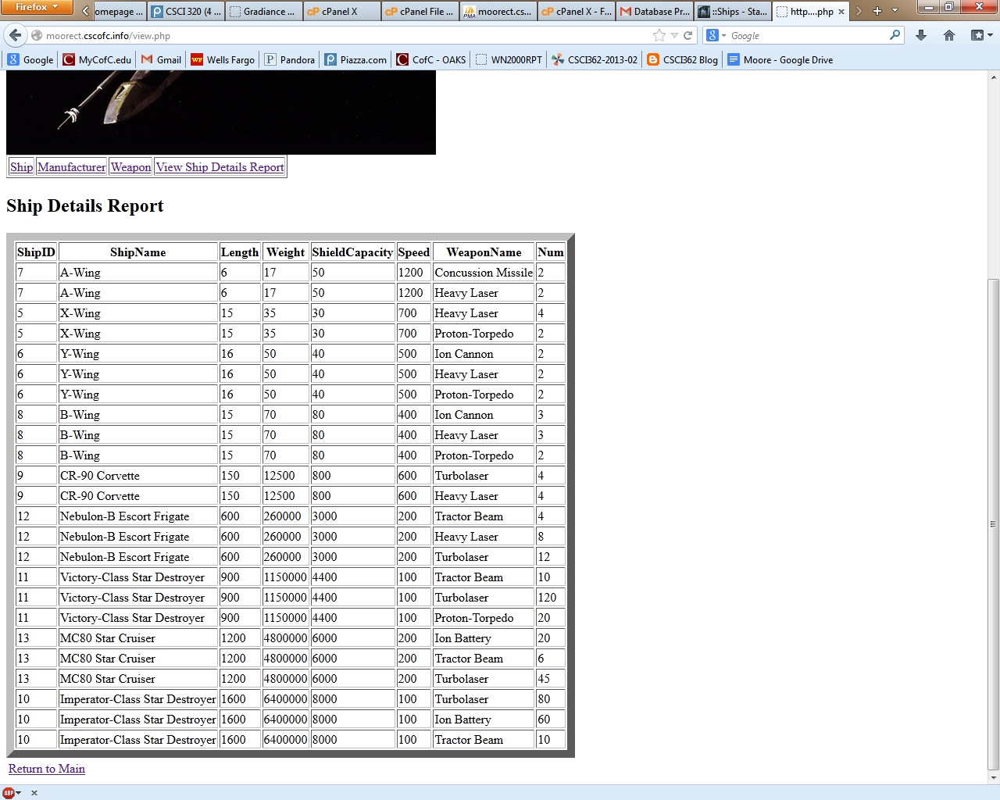 Firefox
omepage ...
CSCI 320 (4 ...
Gradiance ...
cPanel X
cPanel File ...
moorect.cs...
cPanel X - F...
Database Pr...
::Ships - Sta...
http....php
moorect.cscofc.info/view.php
Google
Google MyCofC.edu Gmail Wells Fargo Pandora Piazza.com CofC - OAKS WN2000RPT CSCI362-2013-02 CSCI362 Blog Moore - Google Drive
Ship Manufacturer Weapon View Ship Details Report
Ship Details Report
ShipID ShipName Length Weight ShieldCapacity Speed WeaponName Num
7 A-Wing 6 17 50 1200 Concussion Missile 2
7 A-Wing 6 17 50 1200 Heavy Laser 2
5 X-Wing 15 35 30 700 Heavy Laser 4
5 X-Wing 15 35 30 700 Proton-Torpedo 2
6 Y-Wing 16 50 40 500 Ion Cannon 2
6 Y-Wing 16 50 40 500 Heavy Laser 2
6 Y-Wing 16 50 40 500 Proton-Torpedo 2
8 B-Wing 15 70 80 400 Ion Cannon 3
8 B-Wing 15 70 80 400 Heavy Laser 3
8 B-Wing 15 70 80 400 Proton-Torpedo 2
9 CR-90 Corvette 150 12500 800 600 Turbolaser 4
9 CR-90 Corvette 150 12500 800 600 Heavy Laser 4
12 Nebulon-B Escort Frigate 600 260000 3000 200 Tractor Beam 4
12 Nebulon-B Escort Frigate 600 260000 3000 200 Heavy Laser 8
12 Nebulon-B Escort Frigate 600 260000 3000 200 Turbolaser 12
11 Victory-Class Star Destroyer 900 1150000 4400 100 Tractor Beam 10
11 Victory-Class Star Destroyer 900 1150000 4400 100 Turbolaser 120
11 Victory-Class Star Destroyer 900 1150000 4400 100 Proton-Torpedo 20
13 MC80 Star Cruiser 1200 4800000 6000 200 Ion Battery 20
13 MC80 Star Cruiser 1200 4800000 6000 200 Tractor Beam 6
13 MC80 Star Cruiser 1200 4800000 6000 200 Turbolaser 45
10 Imperator-Class Star Destroyer 1600 6400000 8000 100 Turbolaser 80
10 Imperator-Class Star Destroyer 1600 6400000 8000 100 Ion Battery 60
10 Imperator-Class Star Destroyer 1600 6400000 8000 100 Tractor Beam 10
Return to Main
ABP